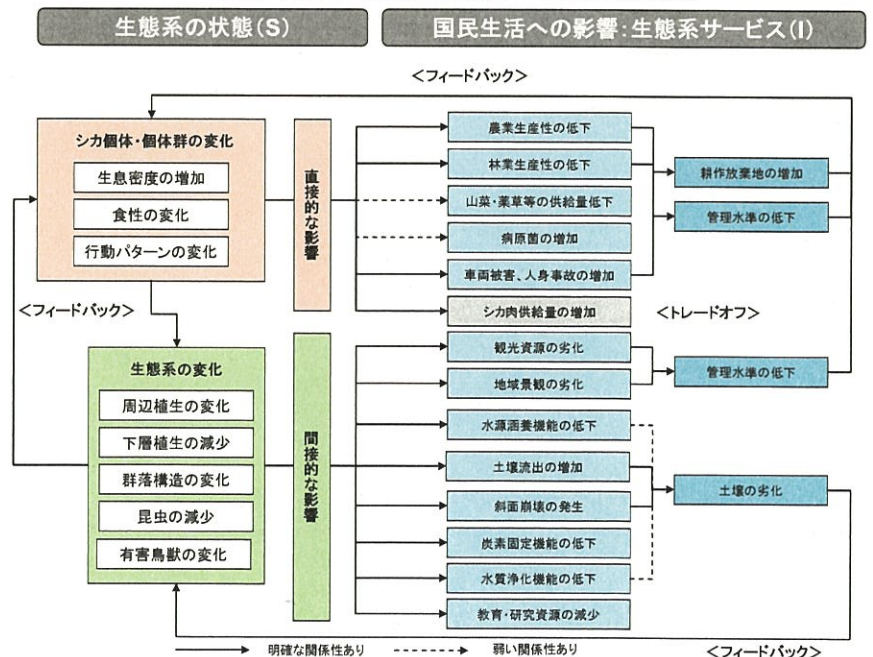 生態系の状態(S)
国民生活への影響:生態系サービス(I)
<フィードバック>
シカ個体・個体群の変化
生息密度の増加
食性の変化
行動パターンの変化
直接的な影響
農業生産性の低下
林業生産性の低下
山菜・薬草等の供給量低下
病原菌の増加
車両被害、人身事故の増加
シカ肉供給量の増加
耕作放棄地の増加
管理水準の低下
<トレードオフ>
<フィードバック>
生態系の変化
周辺植生の変化
下層植生の減少
群落構造の変化
昆虫の減少
有害鳥獣の変化
間接的な影響
観光資源の劣化
地域景観の劣化
水源涵養機能の低下
土壌流出の増加
斜面崩壊の発生
炭素固定機能の低下
水質浄化機能の低下
教育・研究資源の減少
管理水準の低下
土壌の劣化
明確な関係性あり
弱い関係性あり
<フィードバック>